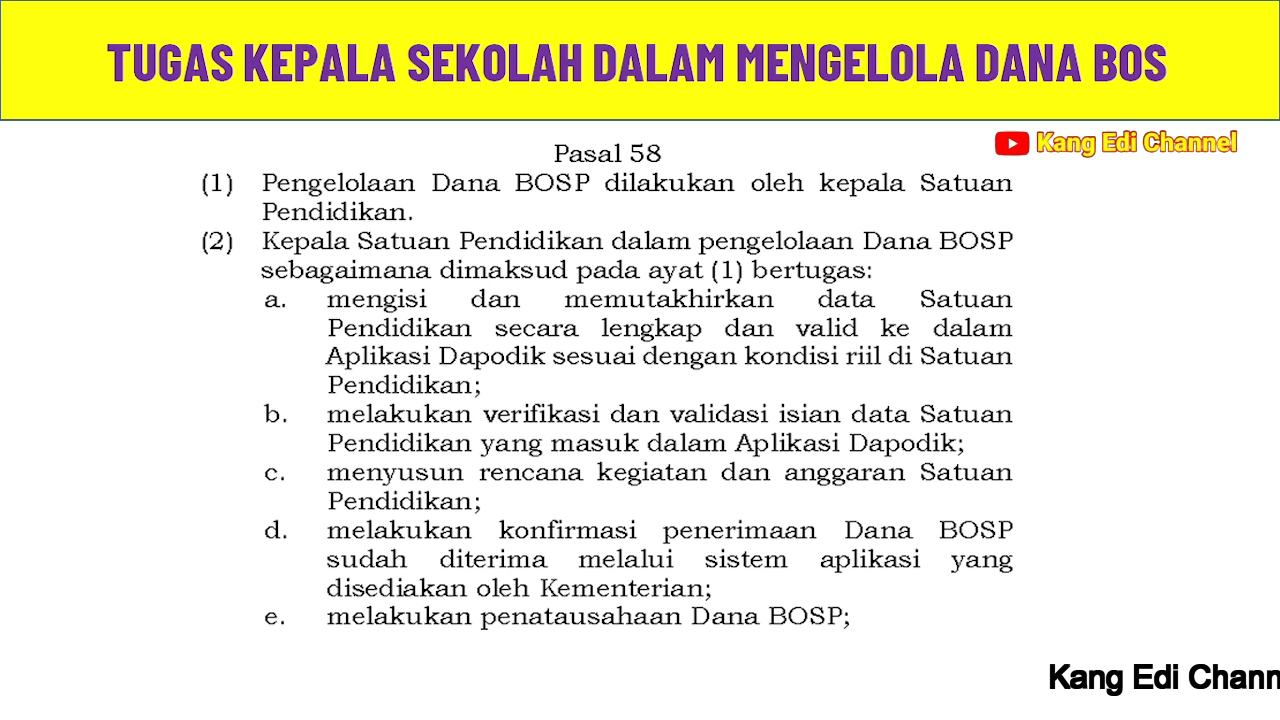 TUGAS KEPALA SEKOLAH DALAM MENGELOLA DANA BOS
Kang Edi Channel
Pasal 58
(1) Pengelolaan Dana BOSP dilakukan oleh kepala Satuan
Pendidikan.
(2) Kepala Satuan Pendidikan dalam pengelolaan Dana BOSP
sebagaimana dimaksud pada ayat (1) bertugas:
a. mengisi dan memutakhirkan data Satuan
Pendidikan secara lengkap dan valid ke dalam
Aplikasi Dapodik sesuai dengan kondisi riil di Satuan
Pendidikan;
b. melakukan verifikasi dan validasi isian data Satuan
Pendidikan yang masuk dalam Aplikasi Dapodik;
c. menyusun rencana kegiatan dan anggaran Satuan
Pendidikan;
d. melakukan konfirmasi penerimaan Dana BOSP
sudah diterima melalui sistem aplikasi yang
disediakan oleh Kementerian;
e. melakukan penatausahaan Dana BOSP;
Kang Edi Chann